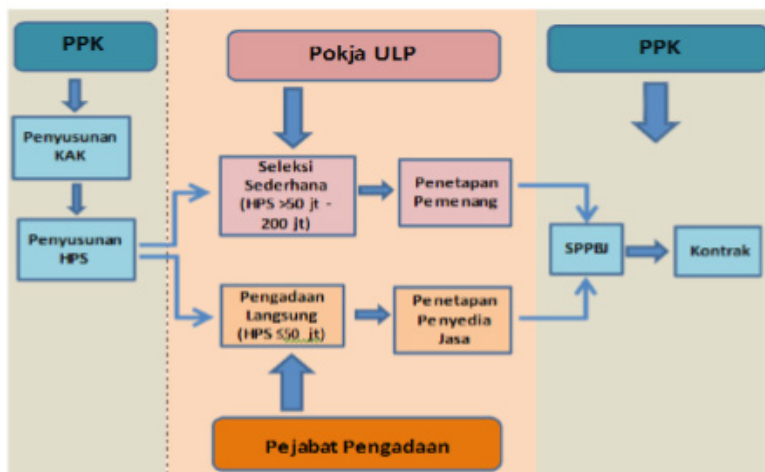 PPK
Penyusunan
KAK
Penyusunan
HPS
Pokja ULP
Seleksi
Sederhana
(HPS >50 jt -
200 jt)
Penetapan
Pemenang
Pengadaan
Langsung
(HPS ≤50 jt)
Penetapan
Penyedia
Jasa
Pejabat Pengadaan
PPK
SPPBJ
Kontrak